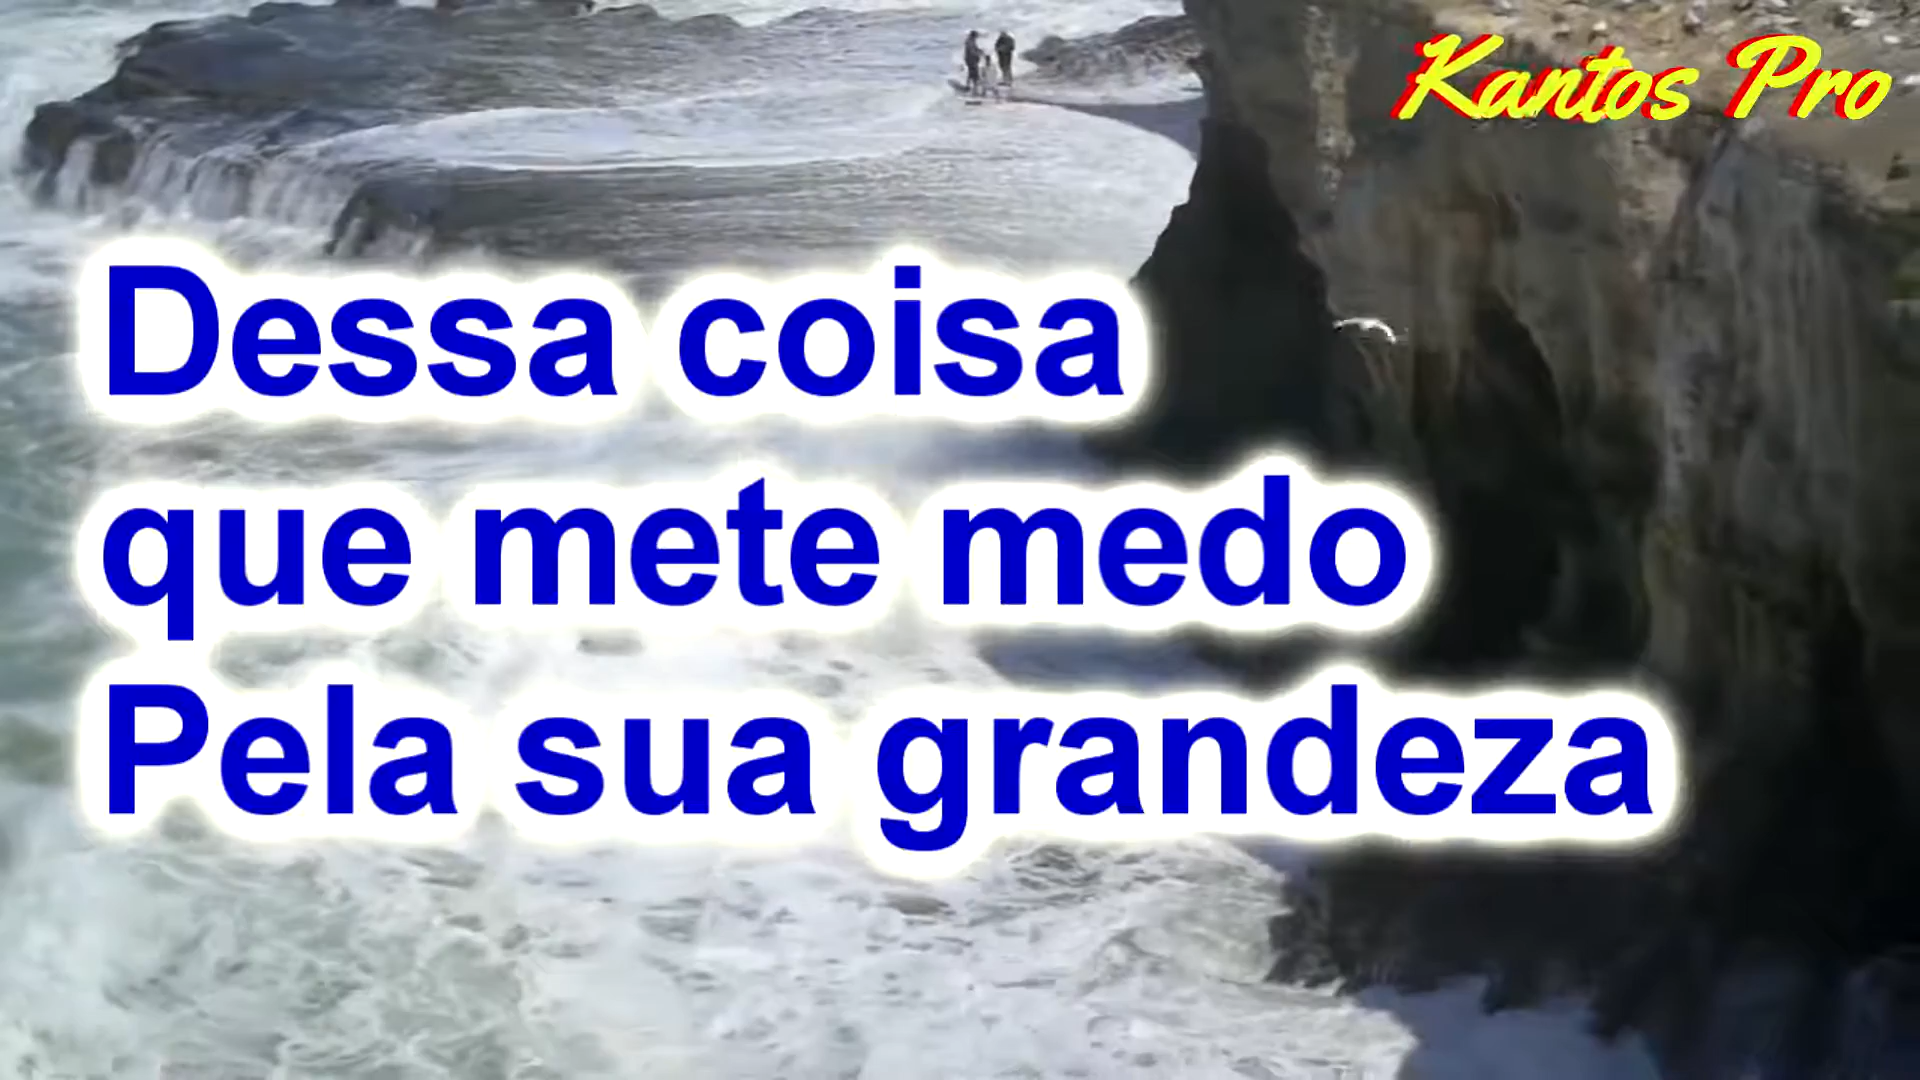 Kantos Pro
Dessa coisa
que mete medo
Pela sua grandeza